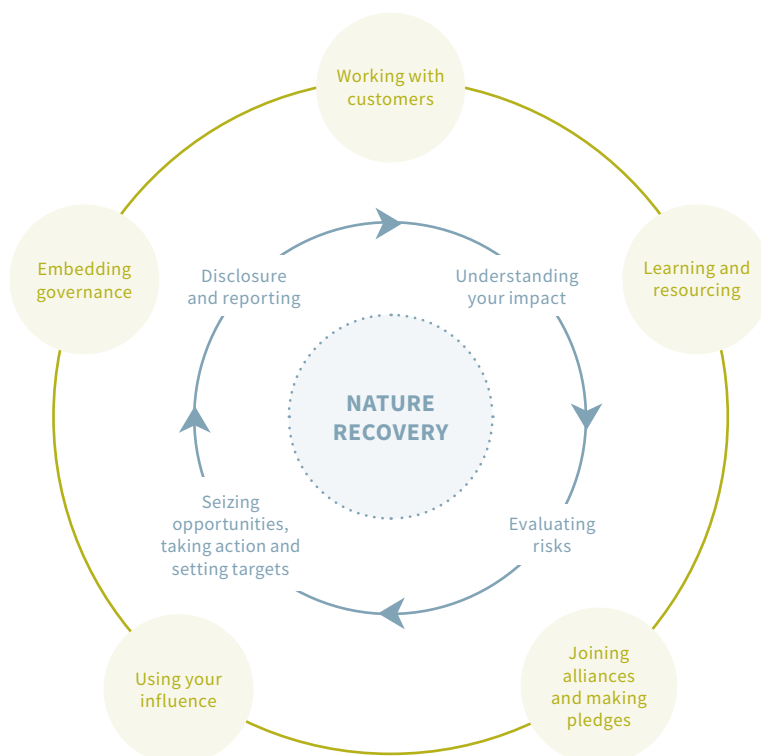 Working with
customers
Embedding
governance
Learning and
resourcing
Disclosure
and reporting
Understanding
your impact
NATURE
RECOVERY
Seizing
opportunities,
taking action and
setting targets
Evaluating
risks
Using your
influence
Joining
alliances
and making
pledges